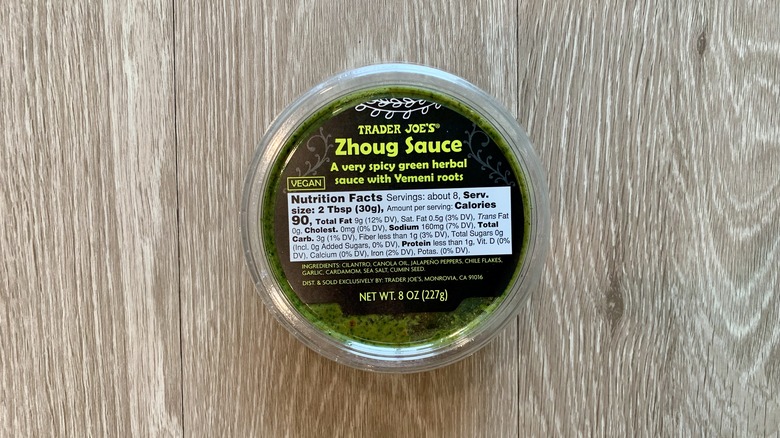 TRADER JOE'S®
Zhoug Sauce
A very spicy green herbal
sauce with Yemeni roots
VEGAN
Nutrition Facts Servings: about 8, Serv.
size: 2 Tbsp (30g), Amount per serving: Calories
90, Total Fat 9g (12% DV), Sat. Fat 0.5g (3% DV), Trans Fat
0g, Cholest. 0mg (0% DV), Sodium 160mg (7% DV), Total
Carb. 3g (1% DV), Fiber less than 1g (3% DV), Total Sugars 0g
(Incl. 0g Added Sugars, 0% DV), Protein less than 1g, Vit. D (0%
DV), Calcium (0% DV), Iron (2% DV), Potas. (0% DV).
INGREDIENTS: CILANTRO, CANOLA OIL, JALAPEÑO PEPPERS, CHILE FLAKES,
GARLIC, CARDAMOM, SEA SALT, CUMIN SEED.
DIST. & SOLD EXCLUSIVELY BY: TRADER JOE'S, MONROVIA, CA 91016
NET WT. 8 OZ (227g)